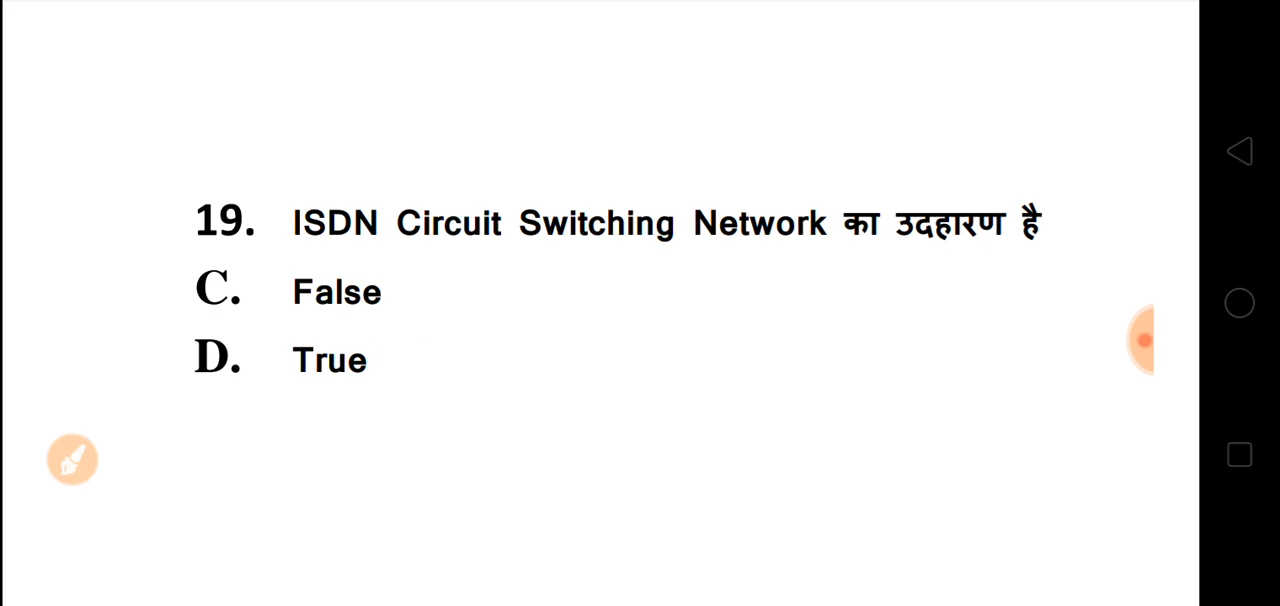 19. ISDN Circuit Switching Network का उदहारण है
C. False
D. True